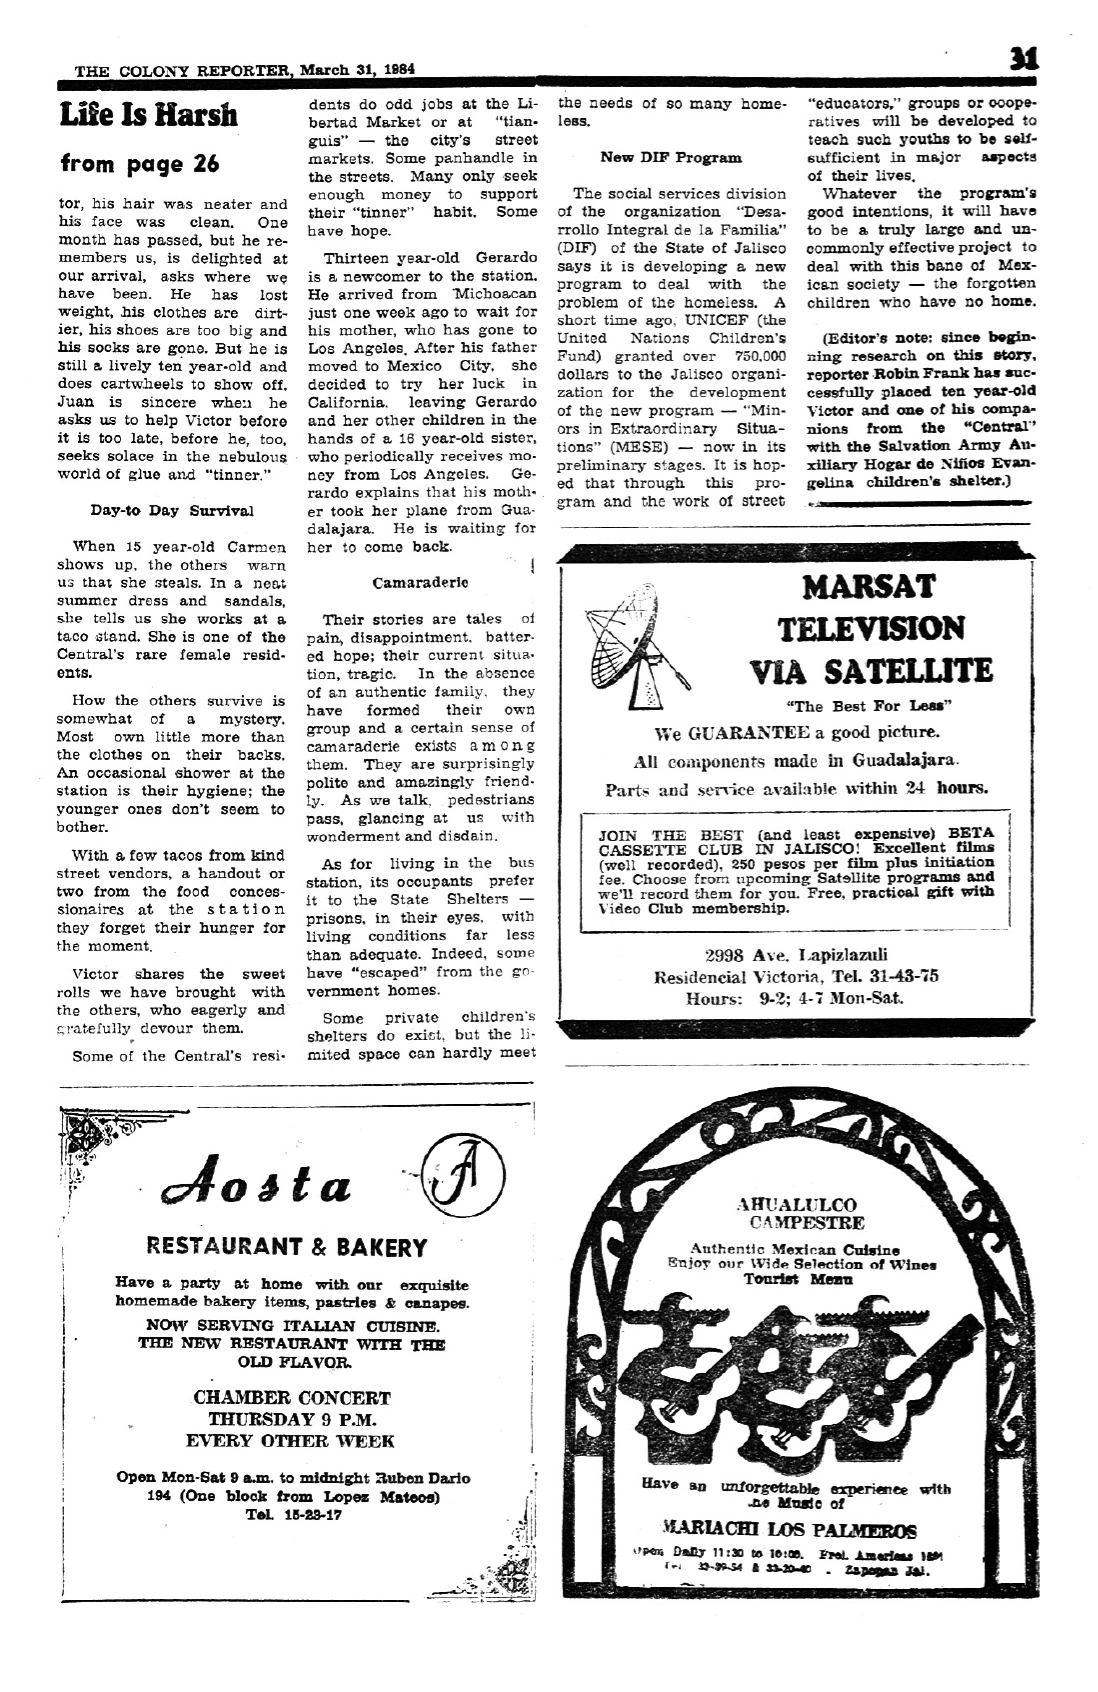 THE COLONY REPORTER, March 31, 1984
31
Life Is Harsh
from page 26
tor, his hair was neater and
his face was clean. One
month has passed, but he re-
members us, is delighted at
our arrival, asks where we
have been. He has lost
weight, his clothes are dirt-
ier, his shoes are too big and
his socks are gone. But he is
still a lively ten year-old and
does cartwheels to show off.
Juan is sincere when he
asks us to help Victor before
it is too late, before he, too,
seeks solace in the nebulous
world of glue and "tinner."
Day-to Day Survival
When 15 year-old Carmen
shows up, the others warn
us that she steals. In a neat
summer dress and sandals,
she tells us she works at a
taco stand. She is one of the
Central's rare female resid-
ents.
How the others survive is
somewhat of a mystery.
Most own little more than
the clothes on their backs.
An occasional shower at the
station is their hygiene; the
younger ones don't seem to
bother.
With a few tacos from kind
street vendors, a handout or
two from the food conces-
sionaires at the station
they forget their hunger for
the moment.
Victor shares the sweet
rolls we have brought with
the others, who eagerly and
gratefully devour them.
Some of the Central's resi-
dents do odd jobs at the Li-
bertad Market or at "tian-
guis" — the city's street
markets. Some panhandle in
the streets. Many only seek
enough money to support
their "tinner" habit. Some
have hope.
Thirteen year-old Gerardo
is a newcomer to the station.
He arrived from Michoacan
just one week ago to wait for
his mother, who has gone to
Los Angeles. After his father
moved to Mexico City, she
decided to try her luck in
California, leaving Gerardo
and her other children in the
hands of a 16 year-old sister,
who periodically receives mo-
ney from Los Angeles. Ge-
rardo explains that his moth-
er took her plane from Gua-
dalajara. He is waiting for
her to come back.
Camaraderie
Their stories are tales of
pain, disappointment, batter-
ed hope; their current situa-
tion, tragic. In the absence
of an authentic family, they
have formed their own
group and a certain sense of
camaraderie exists among
them. They are surprisingly
polite and amazingly friend-
ly. As we talk, pedestrians
pass, glancing at us with
wonderment and disdain.
As for living in the bus
station, its occupants prefer
it to the State Shelters —
prisons, in their eyes, with
living conditions far less
than adequate. Indeed, some
have "escaped" from the go-
vernment homes.
Some private children's
shelters do exist, but the li-
mited space can hardly meet
the needs of so many home-
less.
New DIF Program
The social services division
of the organization "Desa-
rrollo Integral de la Familia"
(DIF) of the State of Jalisco
says it is developing a new
program to deal with the
problem of the homeless. A
short time ago, UNICEF (the
United Nations Children's
Fund) granted over 750,000
dollars to the Jalisco organi-
zation for the development
of the new program — "Min-
ors in Extraordinary Situa-
tions" (MESE) — now in its
preliminary stages. It is hop-
ed that through this pro-
gram and the work of street
"educators," groups or coope-
ratives will be developed to
teach such youths to be self-
sufficient in major aspects
of their lives.
Whatever the program's
good intentions, it will have
to be a truly large and un-
commonly effective project to
deal with this bane of Mex-
ican society — the forgotten
children who have no home.
(Editor's note: since begin-
ning research on this story,
reporter Robin Frank has suc-
cessfully placed ten year-old
Victor and one of his compa-
nions from the "Central"
with the Salvation Army Au-
xiliary Hogar de Niños Evan-
gelina children's shelter.)
MARSAT
TELEVISION
VIA SATELLITE
"The Best For Less"
We GUARANTEE a good picture.
All components made in Guadalajara.
Parts and service available within 24 hours.
JOIN THE BEST (and least expensive) BETA
CASSETTE CLUB IN JALISCO! Excellent films
(well recorded), 250 pesos per film plus initiation
fee. Choose from upcoming Satellite programs and
we'll record them for you. Free, practical gift with
Video Club membership.
2998 Ave. Lapizlazuli
Residencial Victoria, Tel. 31-43-75
Hours: 9-2; 4-7 Mon-Sat.
Aosta
A
RESTAURANT & BAKERY
Have a party at home with our exquisite
homemade bakery items, pastries & canapes.
NOW SERVING ITALIAN CUISINE.
THE NEW RESTAURANT WITH THE
OLD FLAVOR.
CHAMBER CONCERT
THURSDAY 9 P.M.
EVERY OTHER WEEK
Open Mon-Sat 9 a.m. to midnight Ruben Dario
194 (One block from Lopez Mateos)
Tel. 15-23-17
AHUALULCO
CAMPESTRE
Authentic Mexican Cuisine
Enjoy our Wide Selection of Wines
Tourist Menu
Have an unforgettable experience with
the Music of
MARIACHI LOS PALMEROS
Open Daily 11:30 to 10:00. Prol. Americas
Zapopan Jal.